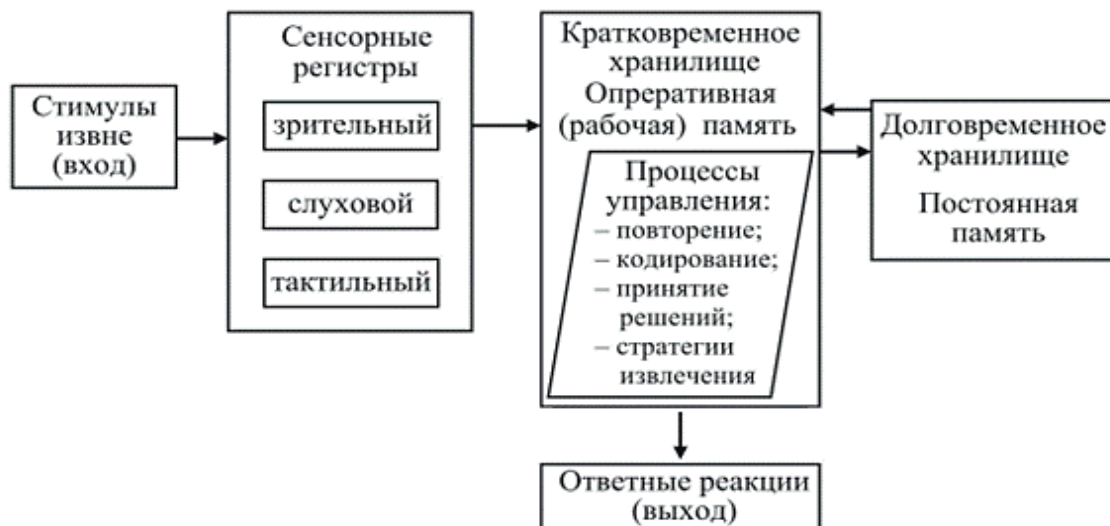 Стимулы
извне
(вход)
Сенсорные
регистры
зрительный
слуховой
тактильный
Кратковременное
хранилище
Опреративная
(рабочая) память
Процессы
управления:
– повторение;
– кодирование;
– принятие
решений;
– стратегии
извлечения
Долговременное
хранилище
Постоянная
память
Ответные реакции
(выход)